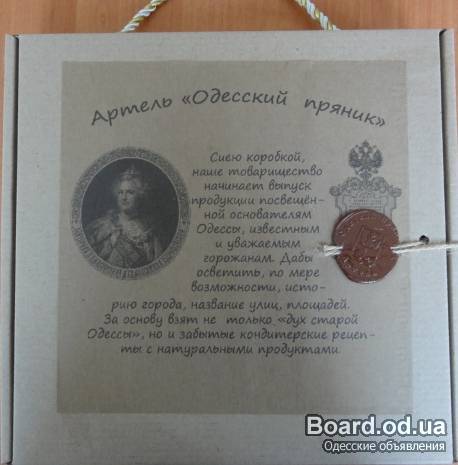 Артель «Одесский пряник»
Сиею коробкой,
наше товарищество
начинает выпуск
продукции посвещён-
ной основателям
Одессы, известным
и уважаемым
горожанам. Дабы
осветить, по мере
возможности, исто-
рию города, название улиц, площадей.
За основу взят не только «дух старой
Одессы», но и забытые кондитерские рецеп-
ты с натуральными продуктами
Board.od.ua
Одесские объявления